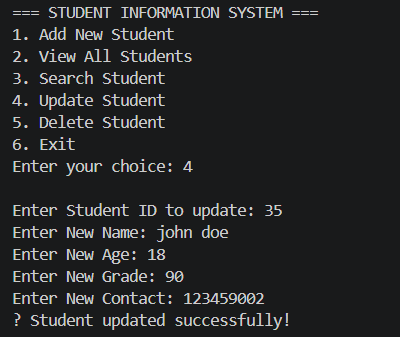 === STUDENT INFORMATION SYSTEM ===
1. Add New Student
2. View All Students
3. Search Student
4. Update Student
5. Delete Student
6. Exit
Enter your choice: 4
Enter Student ID to update: 35
Enter New Name: john doe
Enter New Age: 18
Enter New Grade: 90
Enter New Contact: 123459002
? Student updated successfully!